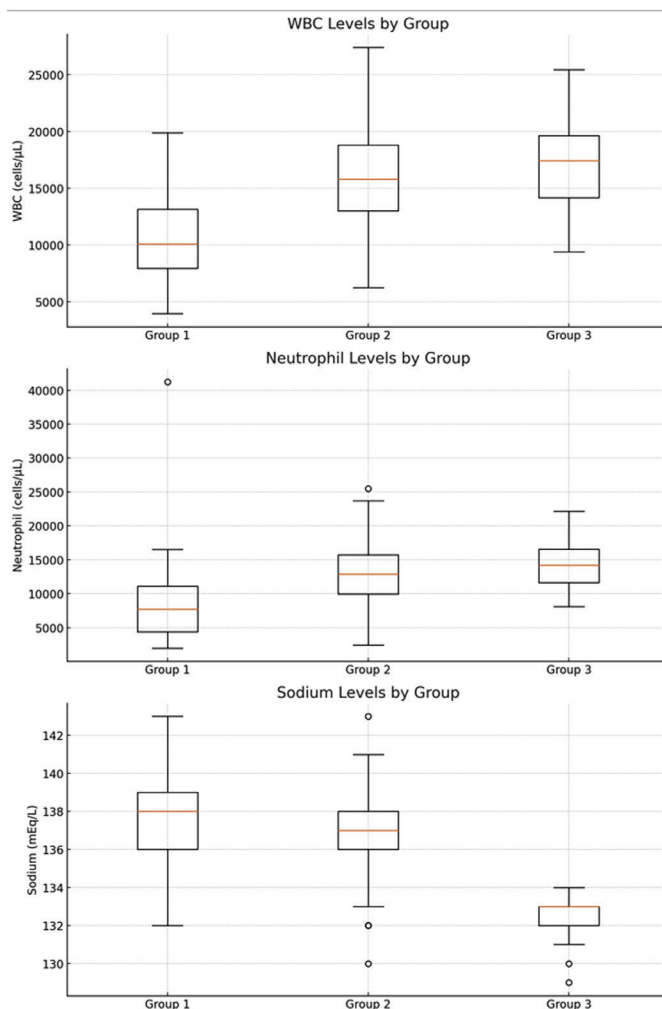 WBC Levels by Group
25000
20000
15000
10000
5000
WBC (cells/μL)
Group 1 Group 2 Group 3
Neutrophil Levels by Group
40000
35000
30000
25000
20000
15000
10000
5000
Neutrophil (cells/μL)
Group 1 Group 2 Group 3
Sodium Levels by Group
142
140
138
136
134
132
130
Sodium (mEq/L)
Group 1 Group 2 Group 3